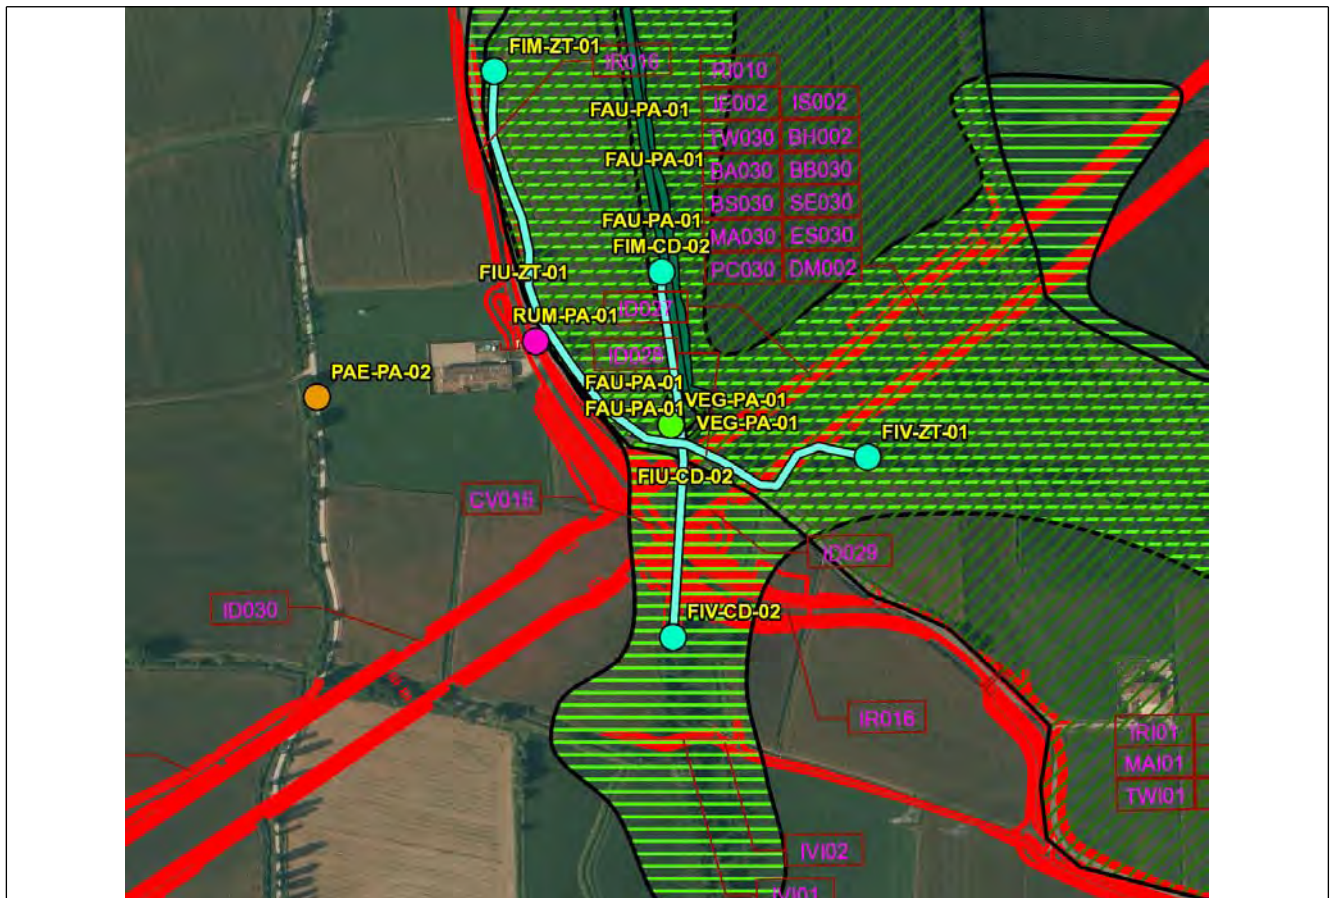 FIM-ZT-01
IR016
RI010
FAU-PA-01
IE002 IS002
TW030 BH002
FAU-PA-01
BA030 BB030
BS030 SE030
FAU-PA-01
MA030 ES030
FIM-CD-02
PC030 DM002
FIU-ZT-01
ID027
RUM-PA-01
ID028
PAE-PA-02
FAU-PA-01
VEG-PA-01
FAU-PA-01
VEG-PA-01
FIV-ZT-01
FIU-CD-02
CV016
ID029
ID030
FIV-CD-02
IR016
IRI01
MAI01
TWI01
IVI02
IVI01